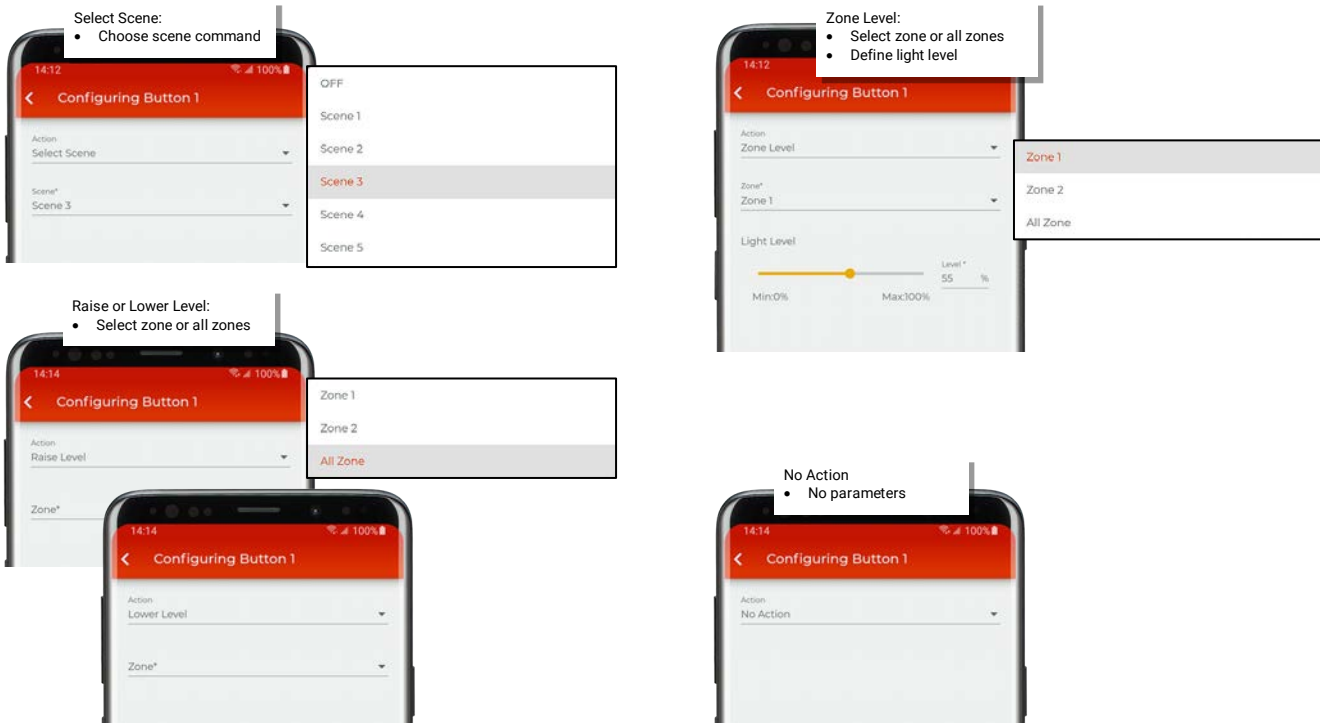 Select Scene:
• Choose scene command
14:12 100%
Configuring Button 1
Action
Select Scene
Scene*
Scene 3
OFF
Scene 1
Scene 2
Scene 3
Scene 4
Scene 5
Zone Level:
• Select zone or all zones
• Define light level
14:12
Configuring Button 1
Action
Zone Level
Zone*
Zone 1
Light Level
Level *
55 %
Min:0% Max:100%
Zone 1
Zone 2
All Zone
Raise or Lower Level:
• Select zone or all zones
14:14 100%
Configuring Button 1
Action
Raise Level
Zone*
Zone 1
Zone 2
All Zone
14:14 100%
Configuring Button 1
Action
Lower Level
Zone*
No Action
• No parameters
14:14 100%
Configuring Button 1
Action
No Action